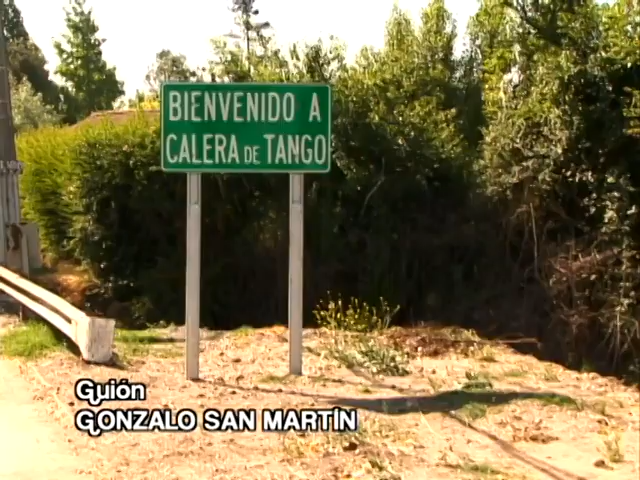 BIENVENIDO A
CALERA DE TANGO
Guión
GONZALO SAN MARTÍN